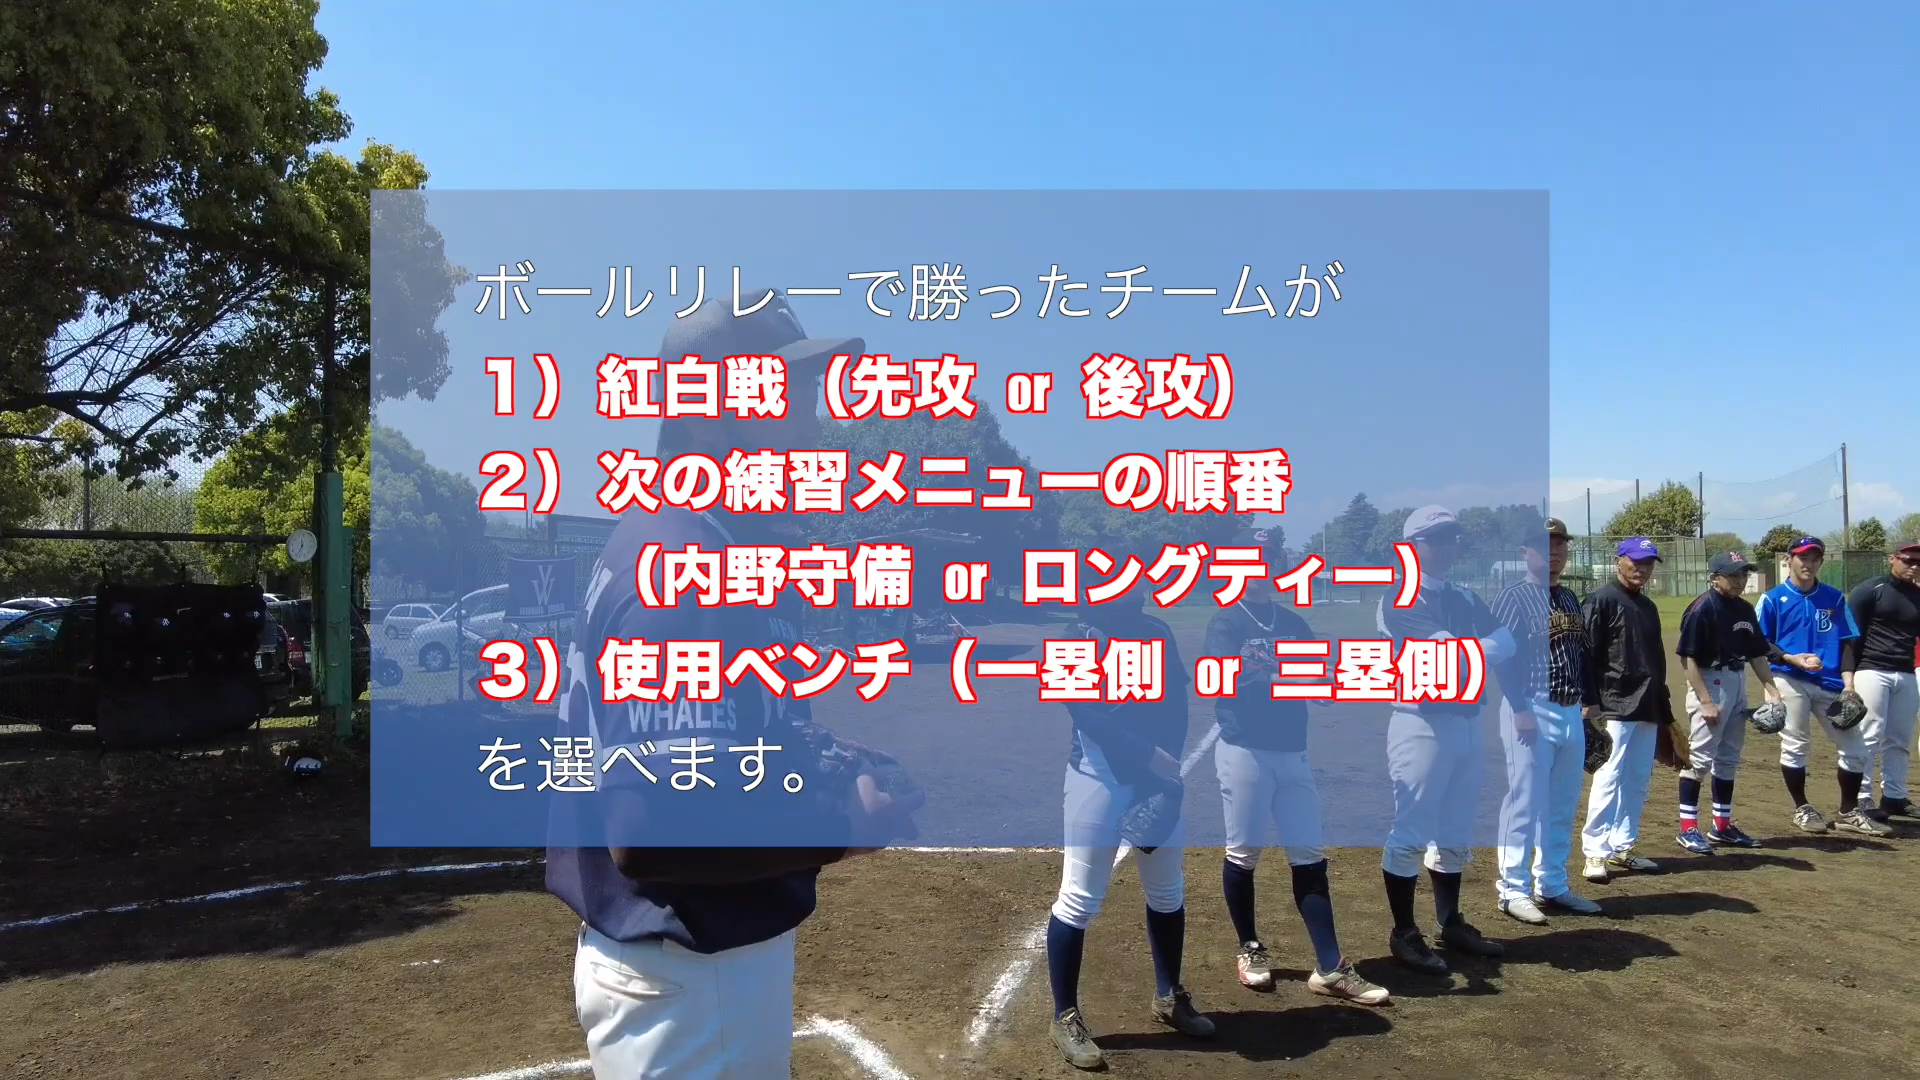 ボールリレーで勝ったチームが
１）紅白戦（先攻 or 後攻）
２）次の練習メニューの順番
（内野守備 or ロングティー）
３）使用ベンチ（一塁側 or 三塁側）
を選べます。
WHALES